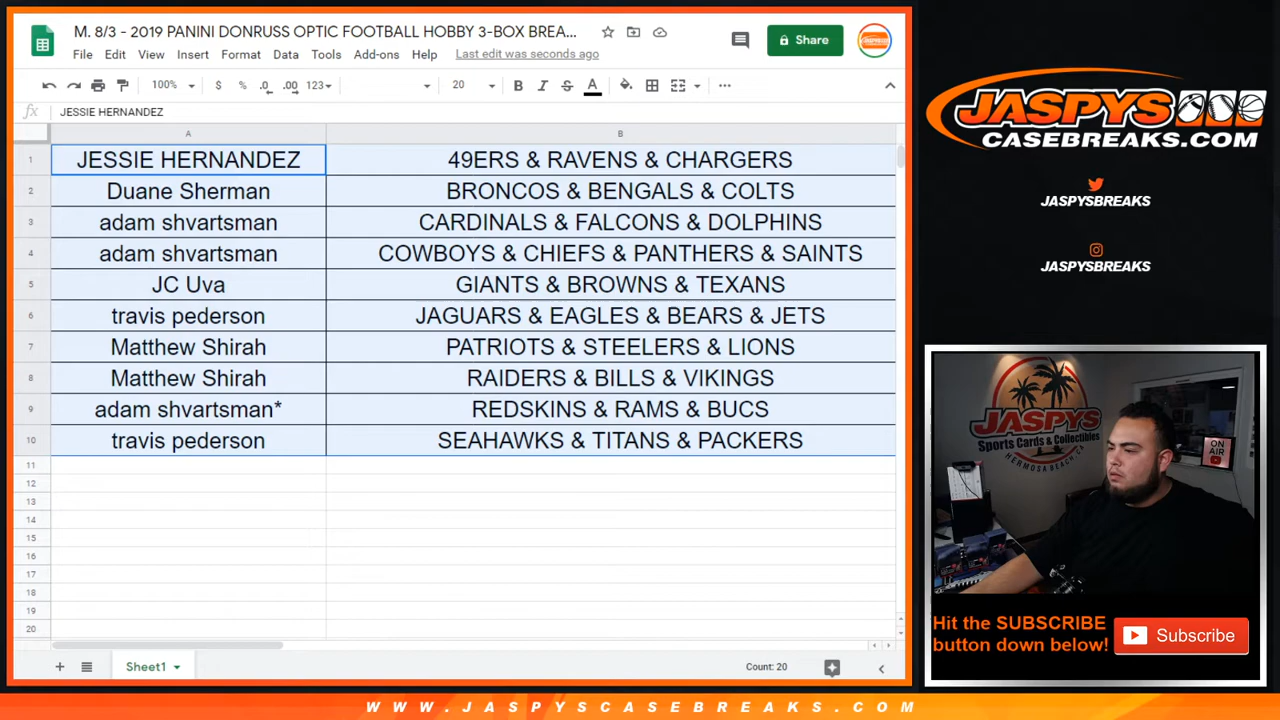 M. 8/3 - 2019 PANINI DONRUSS OPTIC FOOTBALL HOBBY 3-BOX BREA...
File Edit View Insert Format Data Tools Add-ons Help Last edit was seconds ago
Share
100% $ % .0 .00 123 20 B I S A
fx JESSIE HERNANDEZ
A B
1 JESSIE HERNANDEZ 49ERS & RAVENS & CHARGERS
2 Duane Sherman BRONCOS & BENGALS & COLTS
3 adam shvartsman CARDINALS & FALCONS & DOLPHINS
4 adam shvartsman COWBOYS & CHIEFS & PANTHERS & SAINTS
5 JC Uva GIANTS & BROWNS & TEXANS
6 travis pederson JAGUARS & EAGLES & BEARS & JETS
7 Matthew Shirah PATRIOTS & STEELERS & LIONS
8 Matthew Shirah RAIDERS & BILLS & VIKINGS
9 adam shvartsman* REDSKINS & RAMS & BUCS
10 travis pederson SEAHAWKS & TITANS & PACKERS
11
12
13
14
15
16
17
18
19
20
Sheet1
Count: 20
JASPYS
CASEBREAKS.COM
JASPYSBREAKS
JASPYSBREAKS
JASPYS
Sports Cards & Collectibles
HERMOSA BEACH, CA
ON AIR
Hit the SUBSCRIBE
button down below!
Subscribe
WWW.JASPYSCASEBREAKS.COM